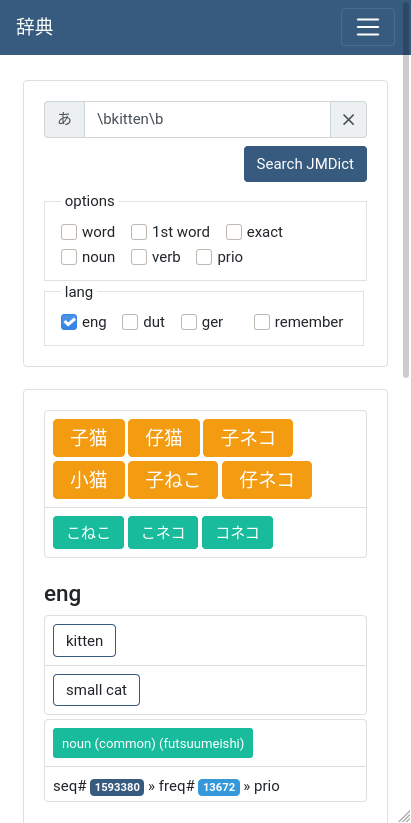 辞典
あ \bkitten\b
Search JMDict
options
word 1st word exact
noun verb prio
lang
eng dut ger remember
子猫 仔猫 子ネコ
小猫 子ねこ 仔ネコ
こねこ こネコ コネコ
eng
kitten
small cat
noun (common) (futsuumeishi)
seq# 1593380 » freq# 13672 » prio